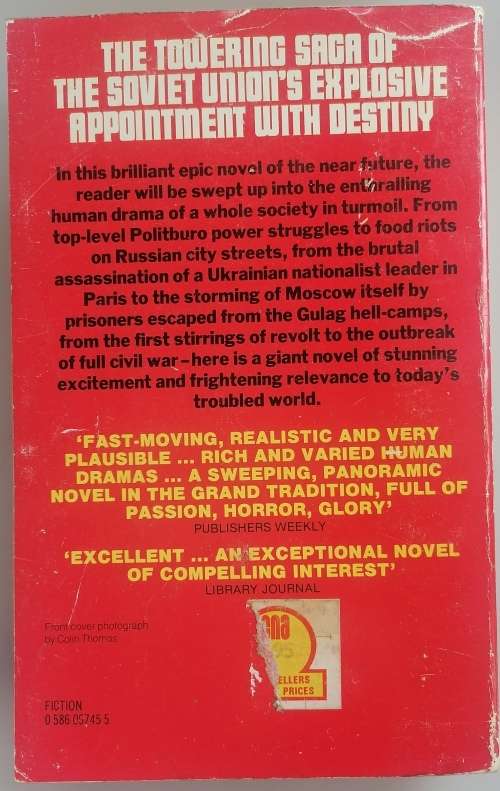 THE TOWERING SAGA OF
THE SOVIET UNION'S EXPLOSIVE
APPOINTMENT WITH DESTINY
In this brilliant epic novel of the near future, the
reader will be swept up into the enthralling
human drama of a whole society in turmoil. From
top-level Politburo power struggles to food riots
on Russian city streets, from the brutal
assassination of a Ukrainian nationalist leader in
Paris to the storming of Moscow itself by
prisoners escaped from the Gulag hell-camps,
from the first stirrings of revolt to the outbreak
of full civil war–here is a giant novel of stunning
excitement and frightening relevance to today's
troubled world.
'FAST-MOVING, REALISTIC AND VERY
PLAUSIBLE ... RICH AND VARIED HUMAN
DRAMAS ... A SWEEPING, PANORAMIC
NOVEL IN THE GRAND TRADITION, FULL OF
PASSION, HORROR, GLORY'
PUBLISHERS WEEKLY
'EXCELLENT ... AN EXCEPTIONAL NOVEL
OF COMPELLING INTEREST'
LIBRARY JOURNAL
Front cover photograph
by Colin Thomas
na
95
ELLERS
PRICES
FICTION
0 586 05745 5